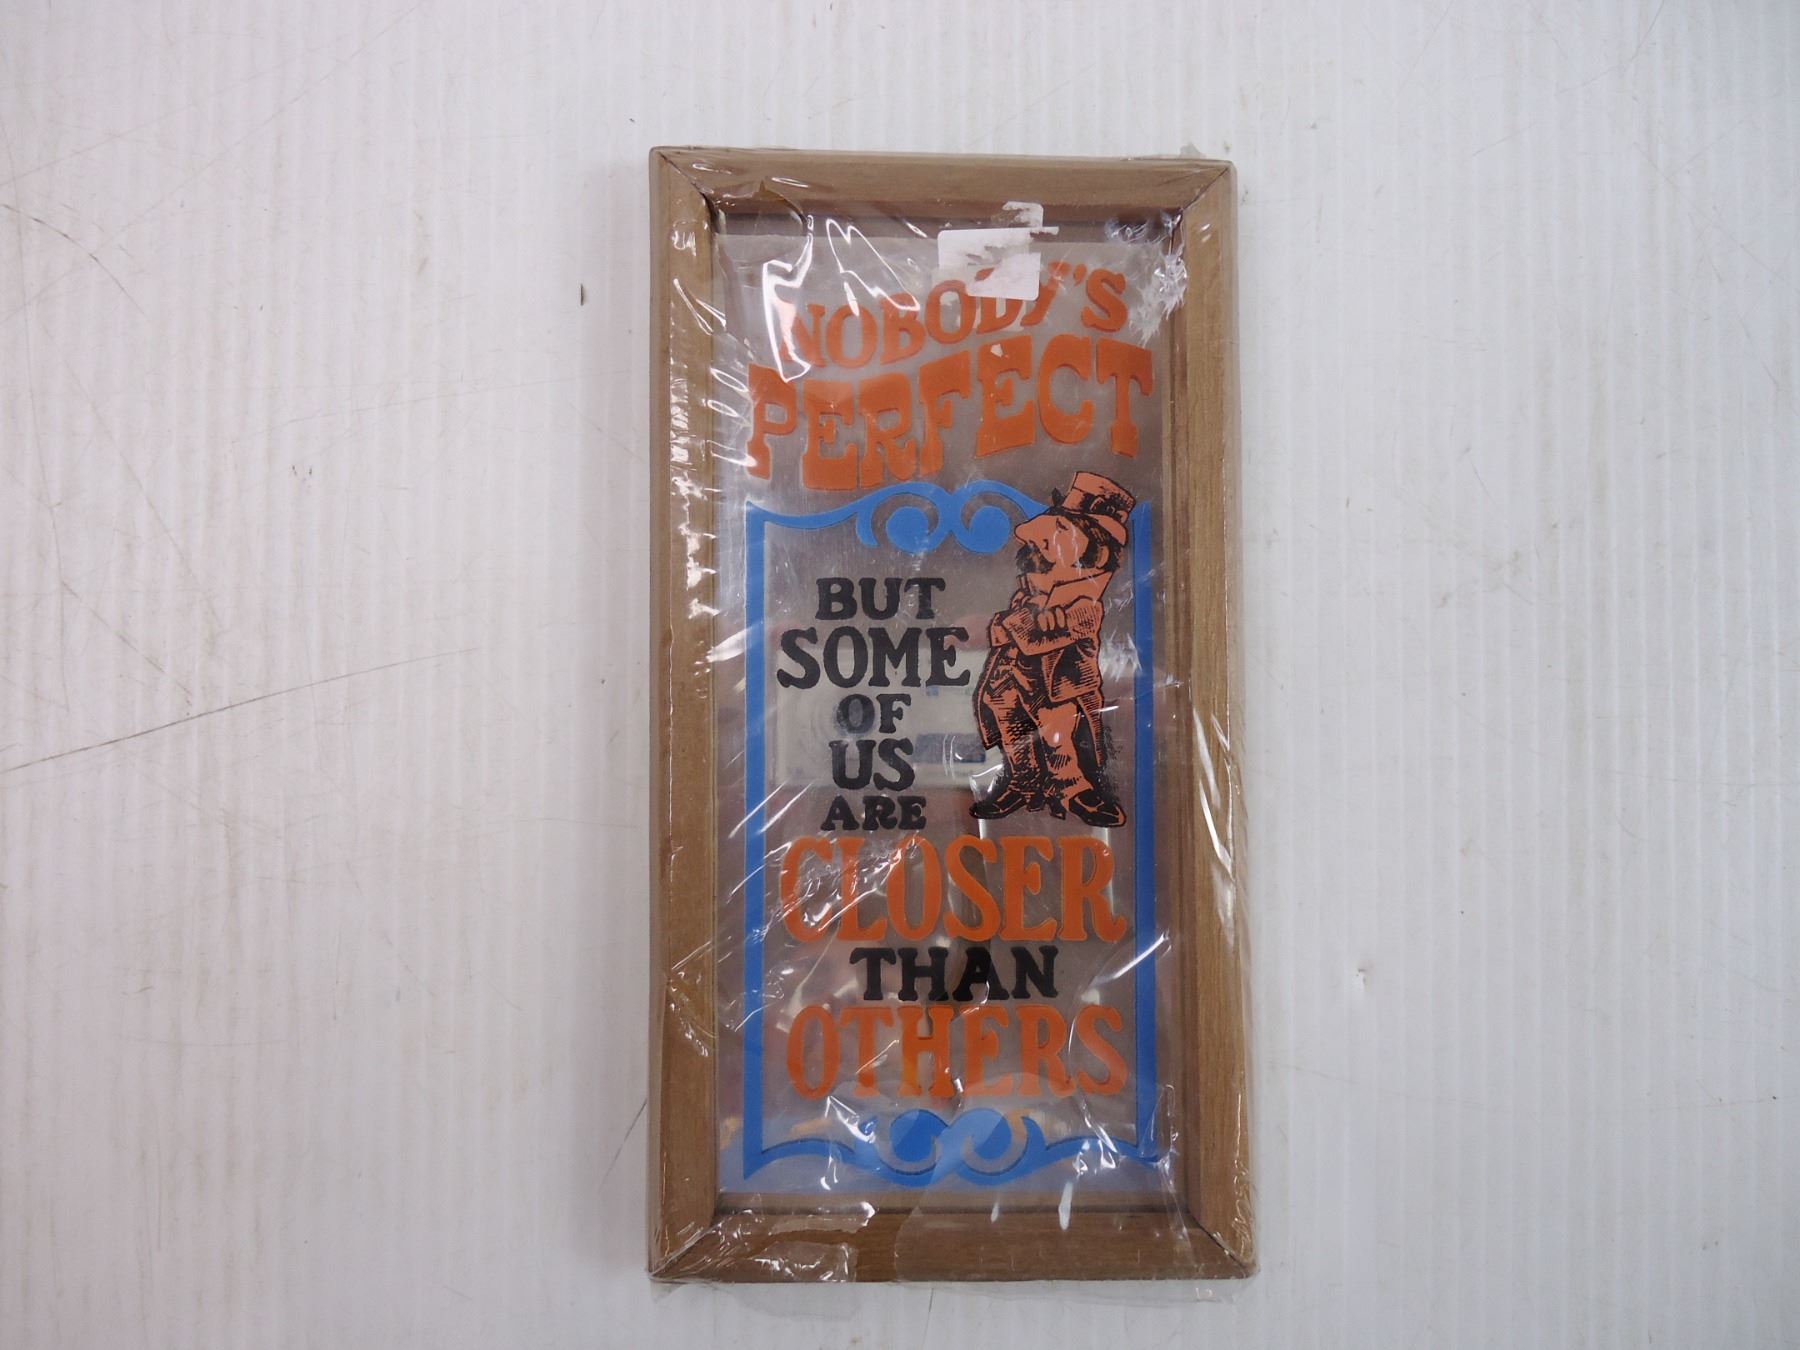 NOBODY'S
PERFECT
BUT
SOME
OF
US
ARE
CLOSER
THAN
OTHERS